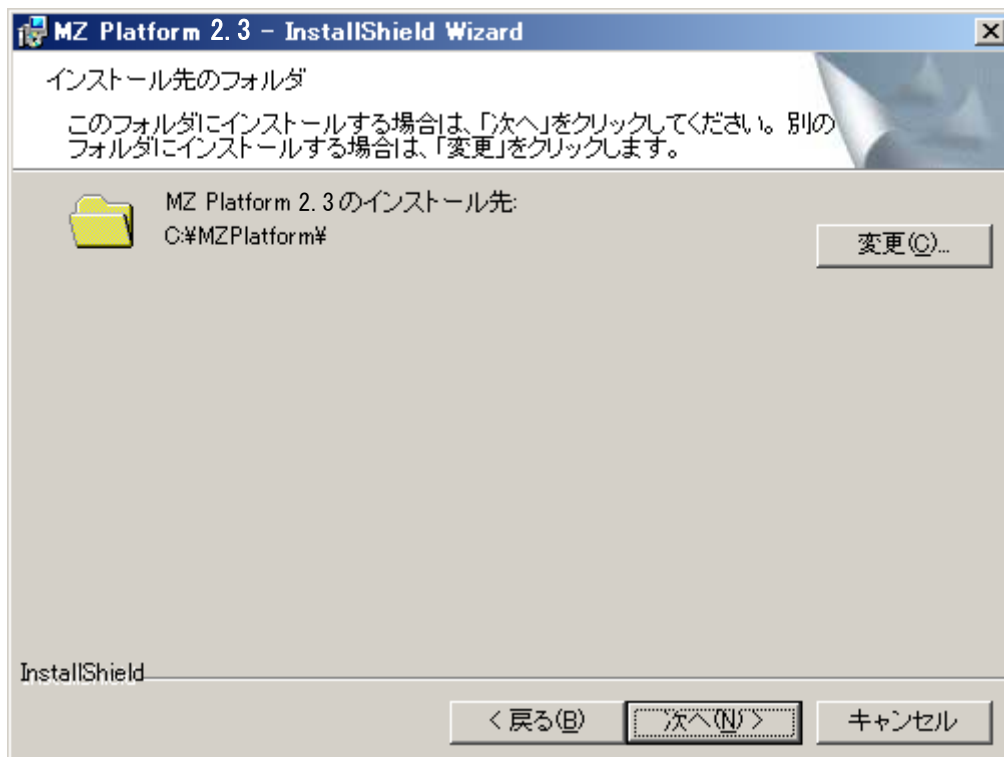 MZ Platform 2.3 - InstallShield Wizard
インストール先のフォルダ
このフォルダにインストールする場合は、「次へ」をクリックしてください。別の
フォルダにインストールする場合は、「変更」をクリックします。
MZ Platform 2.3のインストール先:
C:¥MZPlatform¥
変更(C)...
InstallShield
< 戻る(B)
次へ(N) >
キャンセル